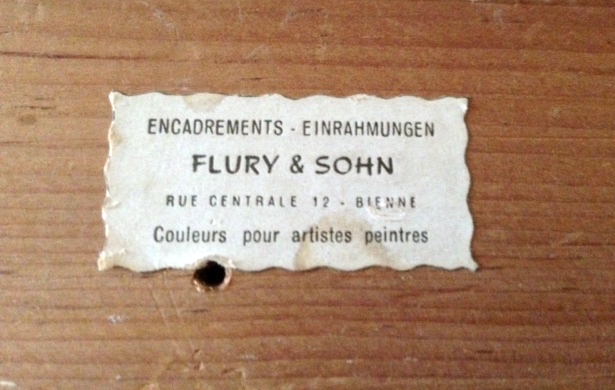 ENCADREMENTS - EINRAHMUNGEN
FLURY & SOHN
RUE CENTRALE 12 - BIENNE
Couleurs pour artistes peintres